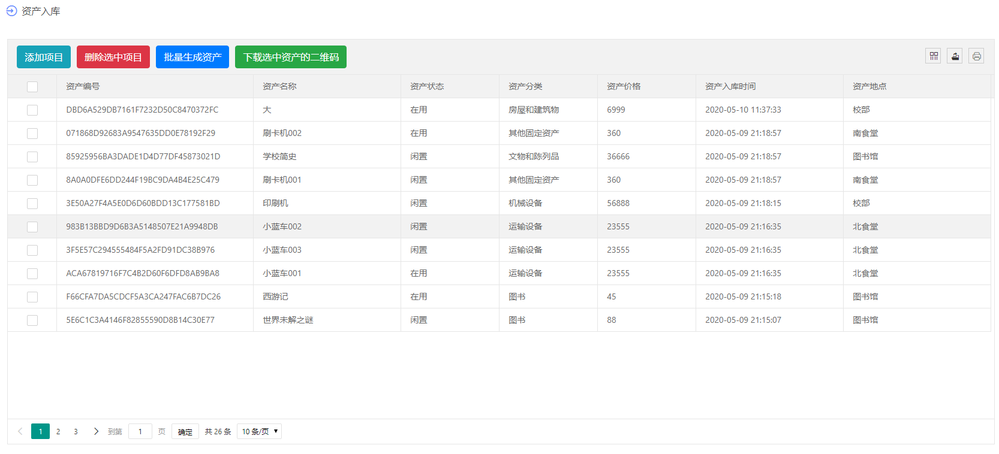 资产入库
添加项目 删除选中项目 批量生成资产 下载选中资产的二维码
资产编号 资产名称 资产状态 资产分类 资产价格 资产入库时间 资产地点
DBD6A529DB7161F7232D50C8470372FC 大 在用 房屋和建筑物 6999 2020-05-10 11:37:33 校部
071868D92683A9547635DD0E78192F29 刷卡机002 在用 其他固定资产 360 2020-05-09 21:18:57 南食堂
85925956BA3DADE1D4D77DF45873021D 学校简史 闲置 文物和陈列品 36666 2020-05-09 21:18:57 图书馆
8A0A0DFE6DD244F19BC9DA4B4E25C479 刷卡机001 闲置 其他固定资产 360 2020-05-09 21:18:57 南食堂
3E50A27F4A5E0D6D60BDD13C177581BD 印刷机 闲置 机械设备 56888 2020-05-09 21:18:15 校部
983B13BBD9D6B3A5148507E21A9948DB 小蓝车002 闲置 运输设备 23555 2020-05-09 21:16:35 北食堂
3F5E57C294555484F5A2FD91DC38B976 小蓝车003 闲置 运输设备 23555 2020-05-09 21:16:35 北食堂
ACA67819716F7C4B2D60F6DFD8AB9BA8 小蓝车001 在用 运输设备 23555 2020-05-09 21:16:35 北食堂
F66CFA7DA5CDCF5A3CA247FAC6B7DC26 西游记 在用 图书 45 2020-05-09 21:15:18 图书馆
5E6C1C3A4146F82855590D8B14C30E77 世界未解之谜 闲置 图书 88 2020-05-09 21:15:07 图书馆
1 2 3 到第 1 页 确定 共 26 条 10 条/页